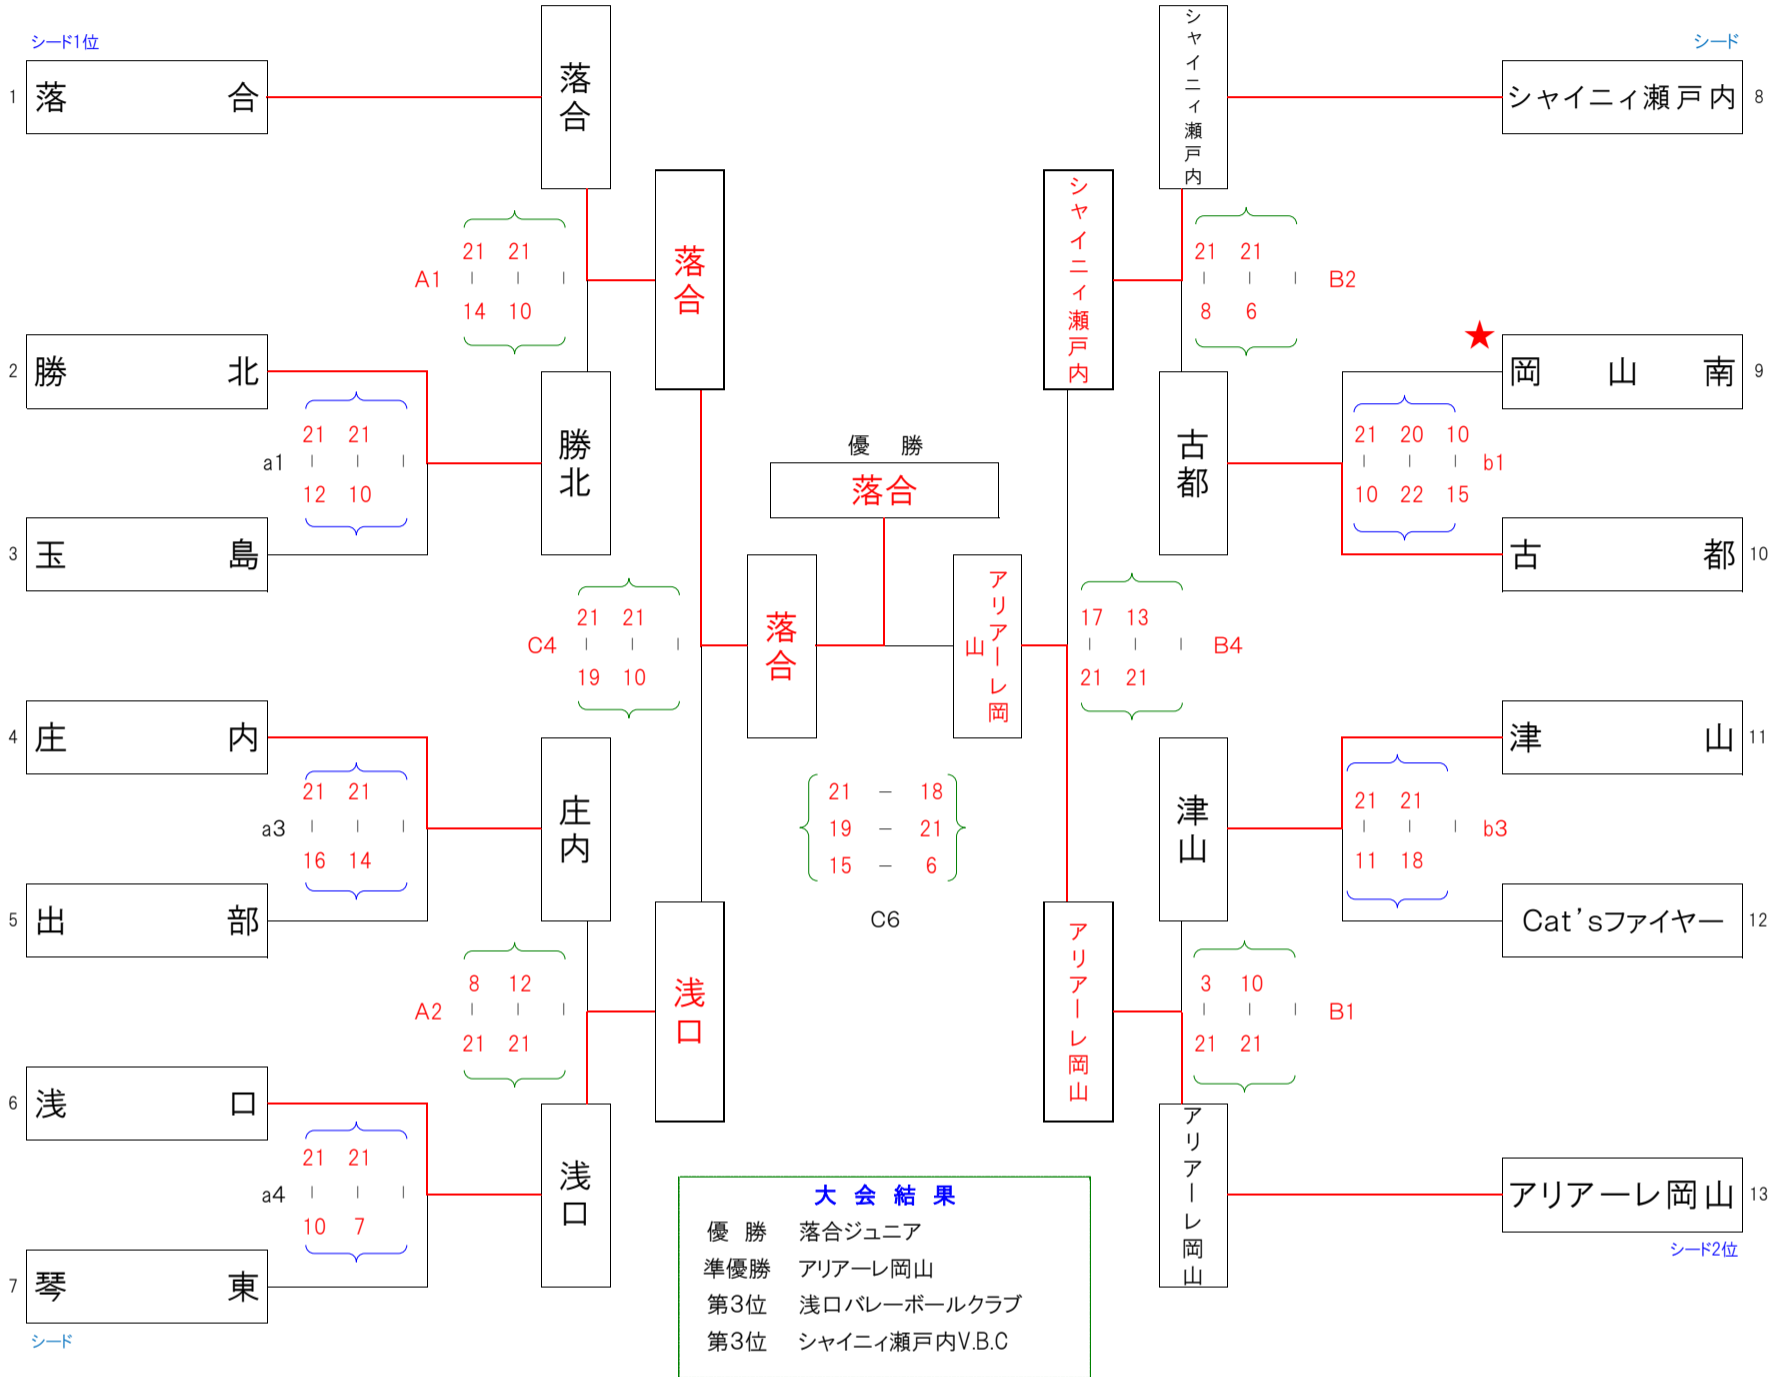 シード1位
1 落合
2 勝北
3 玉島
4 庄内
5 出部
6 浅口
7 琴東
シード
a1
21 21
| | |
12 10
a3
21 21
| | |
16 14
a4
21 21
| | |
10 7
落合
勝北
庄内
浅口
A1
21 21
| | |
14 10
A2
8 12
| | |
21 21
落合
浅口
C4
21 21
| | |
19 10
優勝
落合
落合
アリアーレ岡山
21 － 18
19 － 21
15 － 6
C6
シャイニィ瀬戸内
アリアーレ岡山
17 13
| | |
21 21
B4
シャイニィ瀬戸内
古都
津山
アリアーレ岡山
21 21
| | |
8 6
B2
3 10
| | |
21 21
B1
21 20 10
| | |
10 22 15
b1
21 21
| | |
11 18
b3
シード
シャイニィ瀬戸内 8
★
岡山南 9
古都 10
津山 11
Cat'sファイヤー 12
アリアーレ岡山 13
シード2位
大会結果
優勝 落合ジュニア
準優勝 アリアーレ岡山
第3位 浅口バレーボールクラブ
第3位 シャイニィ瀬戸内V.B.C